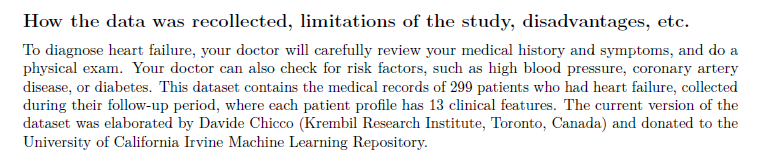 How the data was recollected, limitations of the study, disadvantages, etc.
To diagnose heart failure, your doctor will carefully review your medical history and symptoms, and do a
physical exam. Your doctor can also check for risk factors, such as high blood pressure, coronary artery
disease, or diabetes. This dataset contains the medical records of 299 patients who had heart failure, collected
during their follow-up period, where each patient profile has 13 clinical features. The current version of the
dataset was elaborated by Davide Chicco (Krembil Research Institute, Toronto, Canada) and donated to the
University of California Irvine Machine Learning Repository.